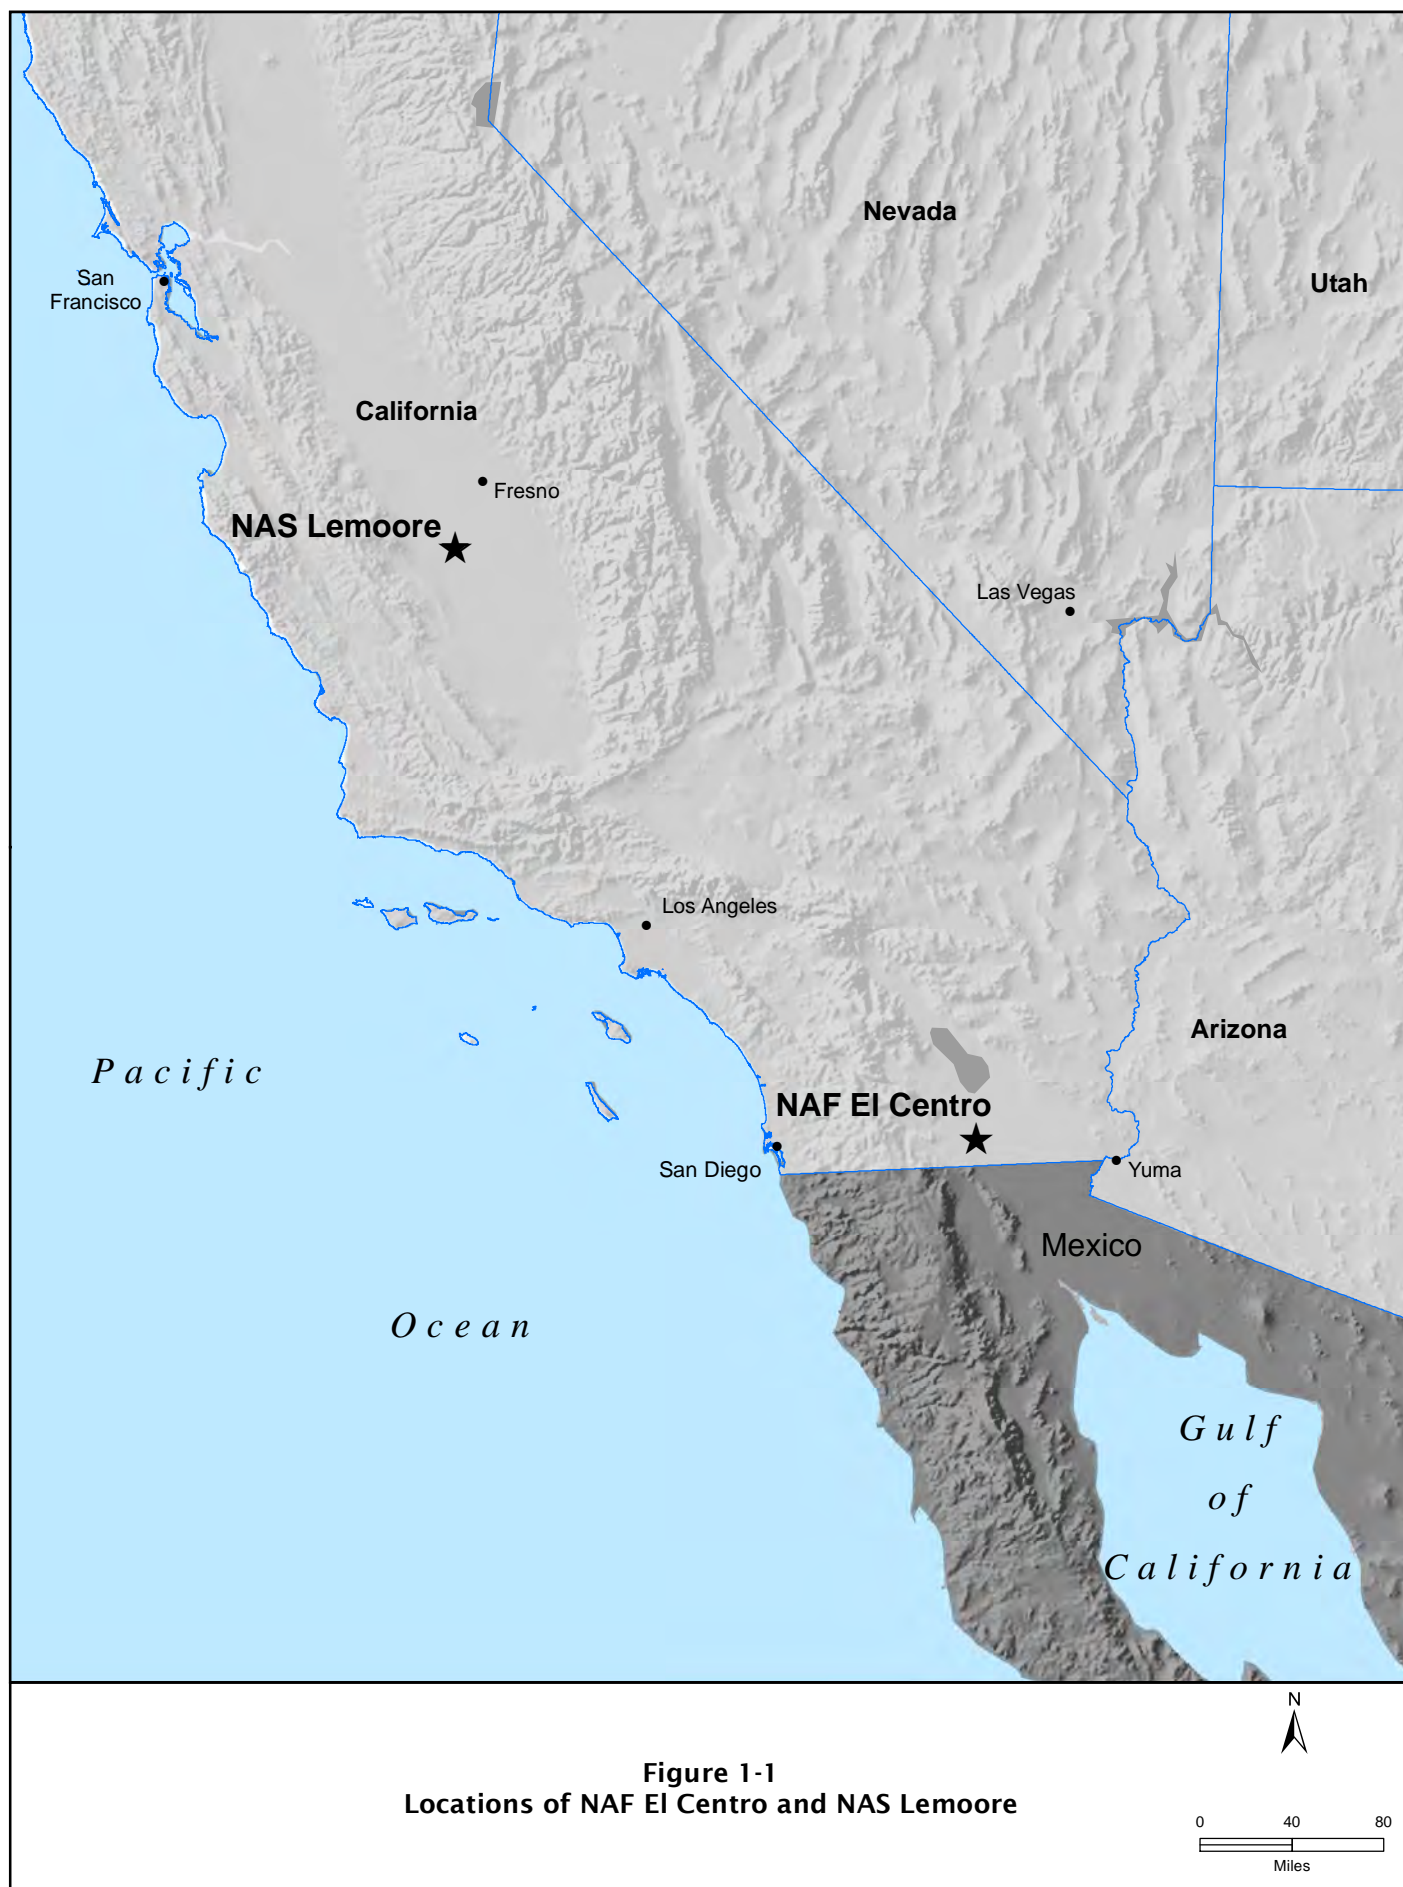 Nevada
Utah
San
Francisco
California
Fresno
NAS Lemoore
Las Vegas
Los Angeles
Arizona
Pacific
NAF El Centro
San Diego
Yuma
Mexico
Ocean
Gulf
of
California
N
Figure 1-1
Locations of NAF El Centro and NAS Lemoore
0 40 80
Miles